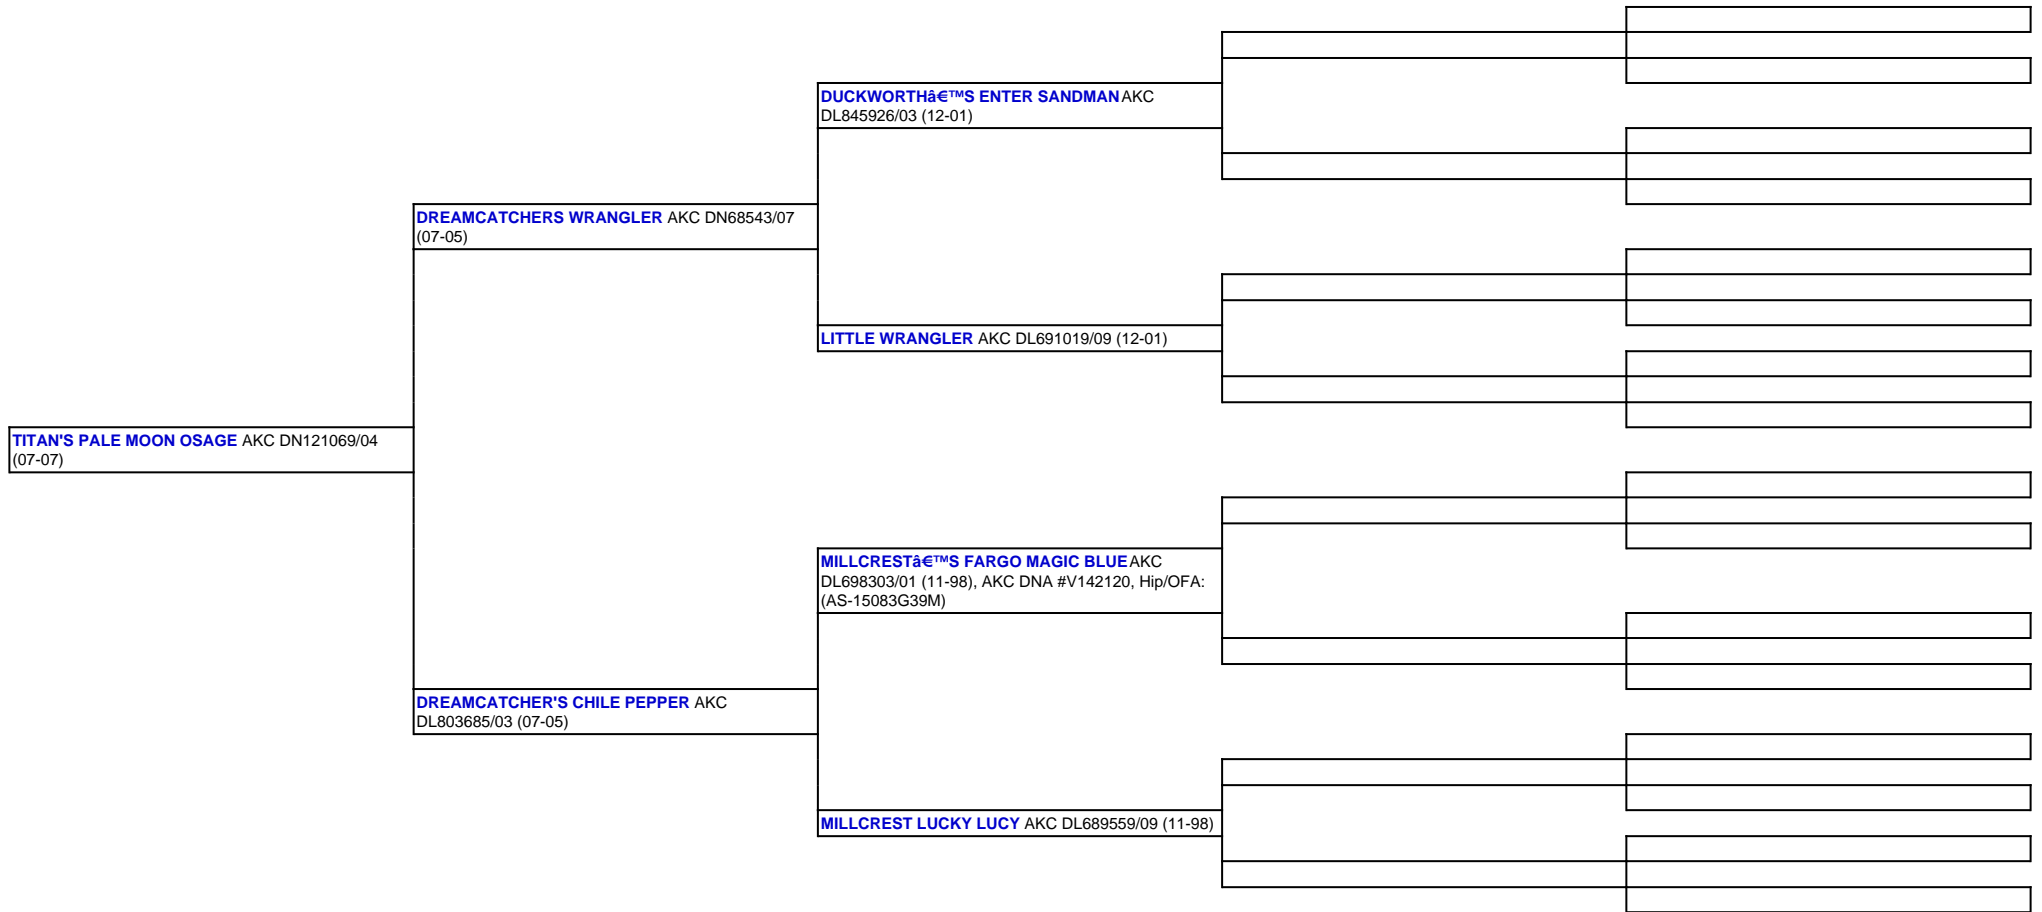 DUCKWORTHâ€™S ENTER SANDMAN AKC
DL845926/03 (12-01)
DREAMCATCHERS WRANGLER AKC DN68543/07
(07-05)
LITTLE WRANGLER AKC DL691019/09 (12-01)
TITAN'S PALE MOON OSAGE AKC DN121069/04
(07-07)
MILLCRESTâ€™S FARGO MAGIC BLUE AKC
DL698303/01 (11-98), AKC DNA #V142120, Hip/OFA:
(AS-15083G39M)
DREAMCATCHER'S CHILE PEPPER AKC
DL803685/03 (07-05)
MILLCREST LUCKY LUCY AKC DL689559/09 (11-98)